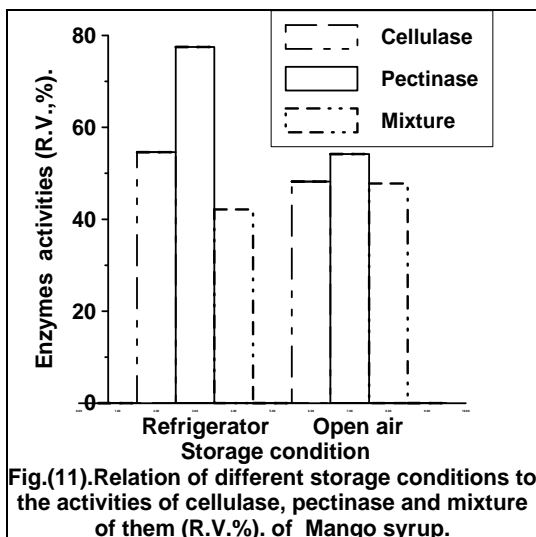 80
60
40
20
0
Enzymes activities (R.V.,%).
Cellulase
Pectinase
Mixture
Refrigerator Open air
Storage condition
Fig.(11).Relation of different storage conditions to
the activities of cellulase, pectinase and mixture
of them (R.V.%). of Mango syrup.